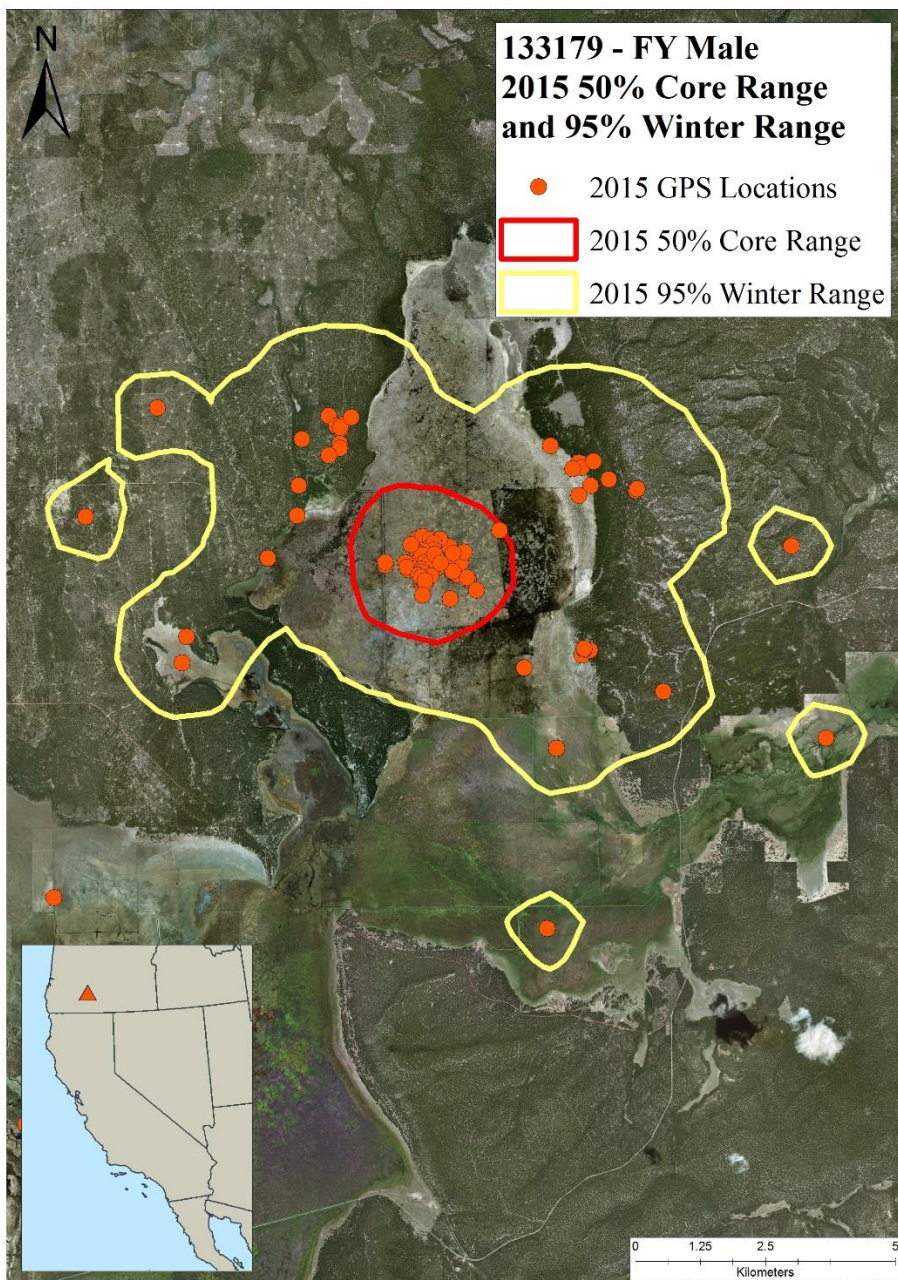 N
133179 - FY Male
2015 50% Core Range
and 95% Winter Range
2015 GPS Locations
2015 50% Core Range
2015 95% Winter Range
0 1.25 2.5 5
Kilometers